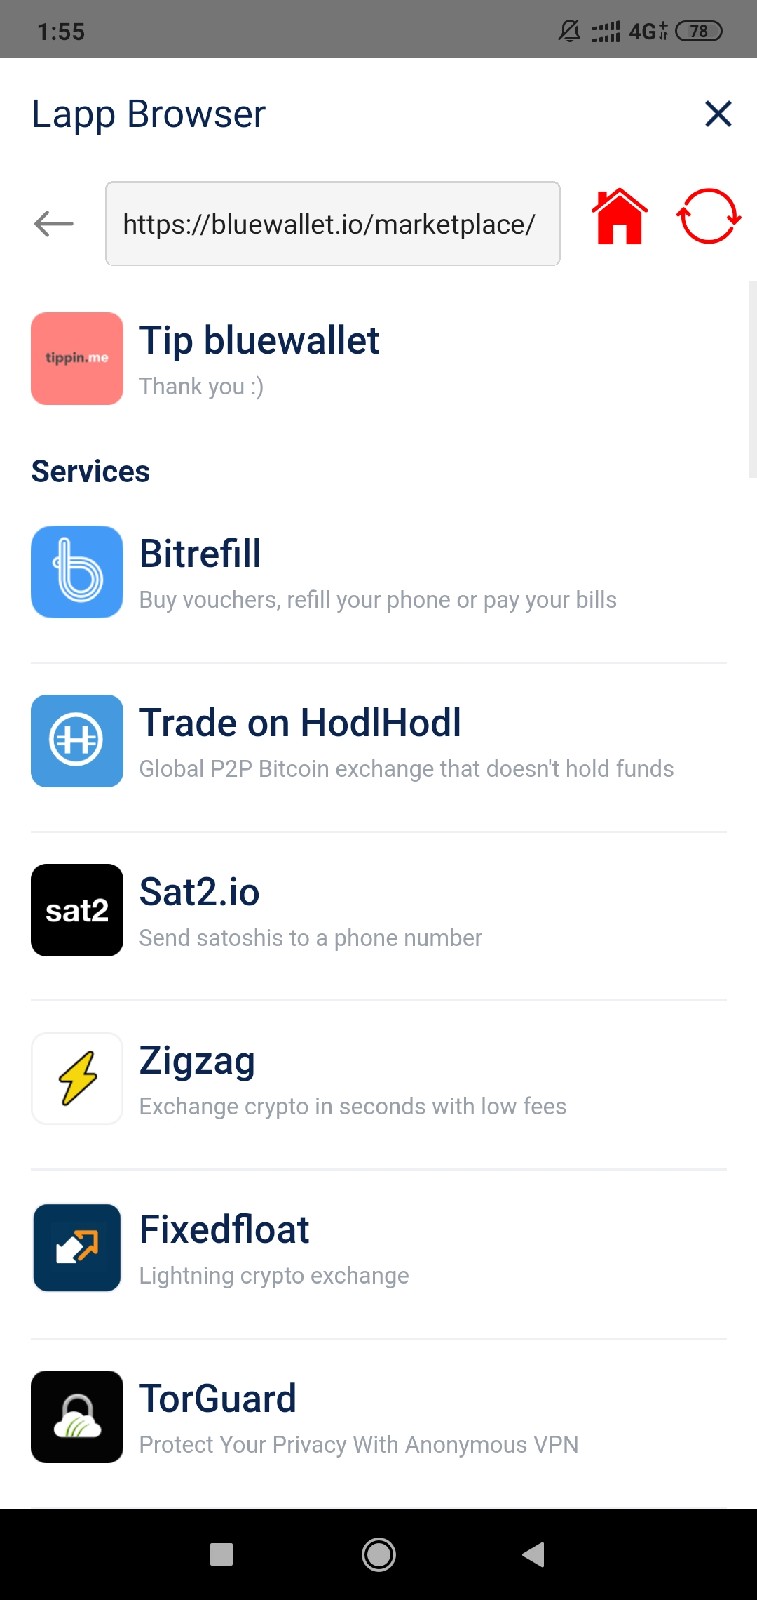 1:55 4G 78
Lapp Browser
https://bluewallet.io/marketplace/
tippin.me
Tip bluewallet
Thank you :)
Services
Bitrefill
Buy vouchers, refill your phone or pay your bills
Trade on HodlHodl
Global P2P Bitcoin exchange that doesn't hold funds
sat2
Sat2.io
Send satoshis to a phone number
Zigzag
Exchange crypto in seconds with low fees
Fixedfloat
Lightning crypto exchange
TorGuard
Protect Your Privacy With Anonymous VPN